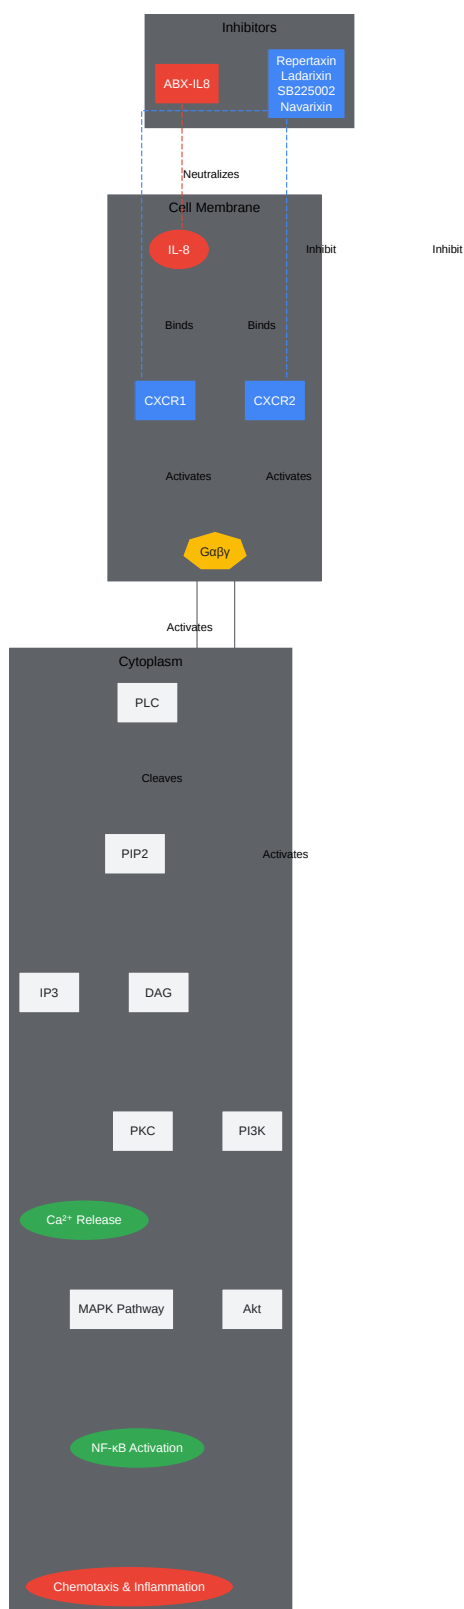 Inhibitors
ABX-IL8
Repertaxin
Ladarixin
SB225002
Navarixin
Neutralizes
Cell Membrane
IL-8
Inhibit
Inhibit
Binds
Binds
CXCR1
CXCR2
Activates
Activates
Gαβγ
Activates
Cytoplasm
PLC
Cleaves
PIP2
Activates
IP3
DAG
PKC
PI3K
Ca²⁺ Release
MAPK Pathway
Akt
NF-κB Activation
Chemotaxis & Inflammation